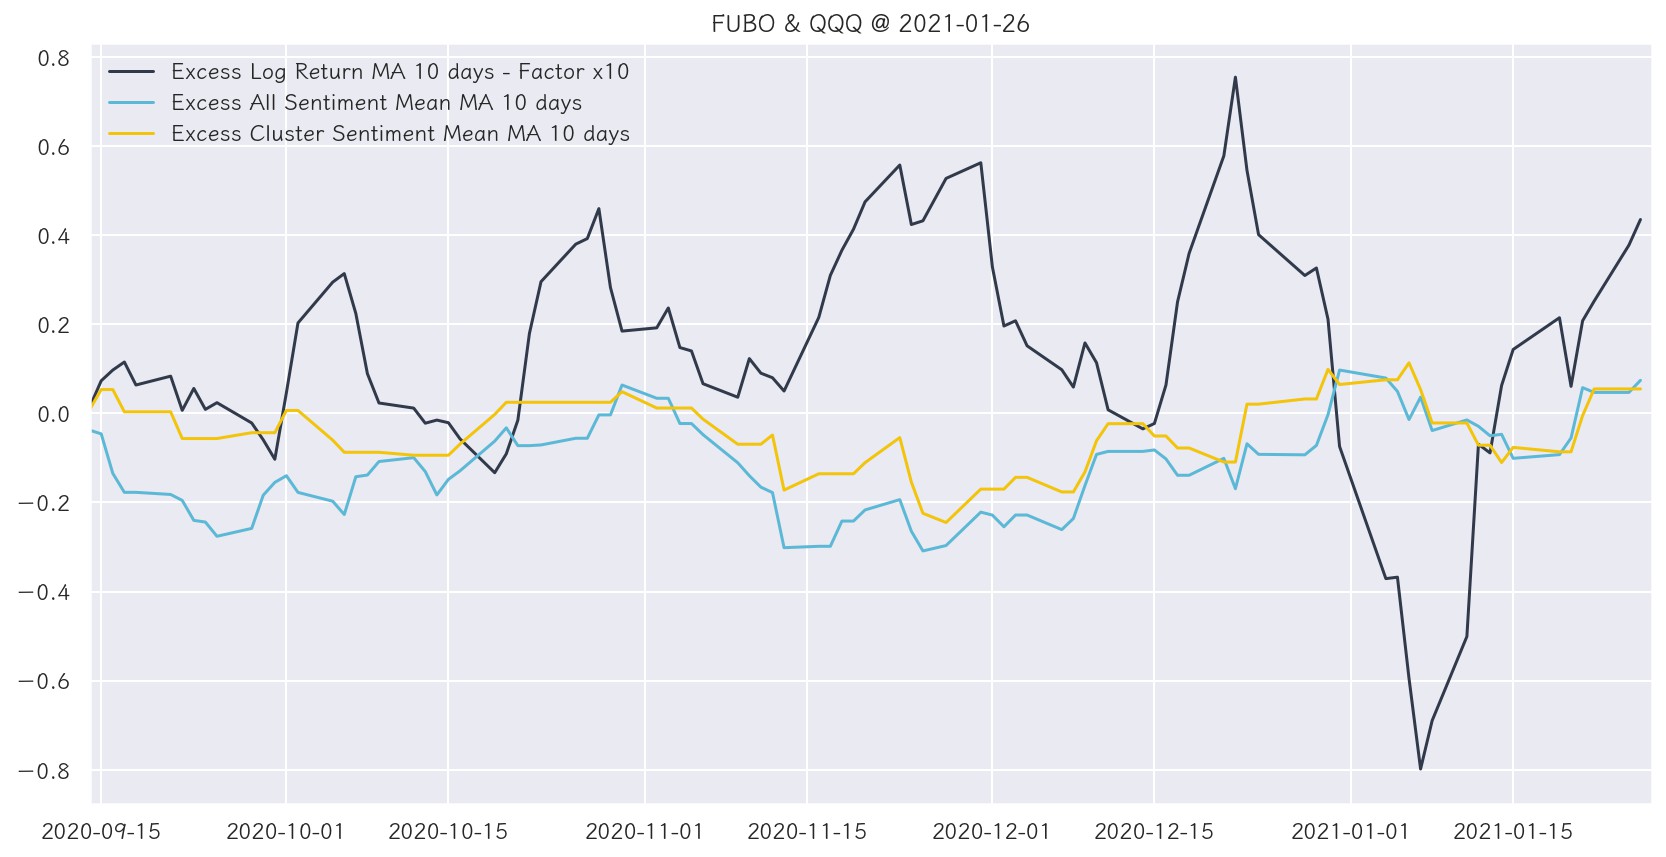 FUBO & QQQ @ 2021-01-26
Excess Log Return MA 10 days - Factor x10
Excess All Sentiment Mean MA 10 days
Excess Cluster Sentiment Mean MA 10 days
0.8
0.6
0.4
0.2
0.0
−0.2
−0.4
−0.6
−0.8
2020-09-15 2020-10-01 2020-10-15 2020-11-01 2020-11-15 2020-12-01 2020-12-15 2021-01-01 2021-01-15